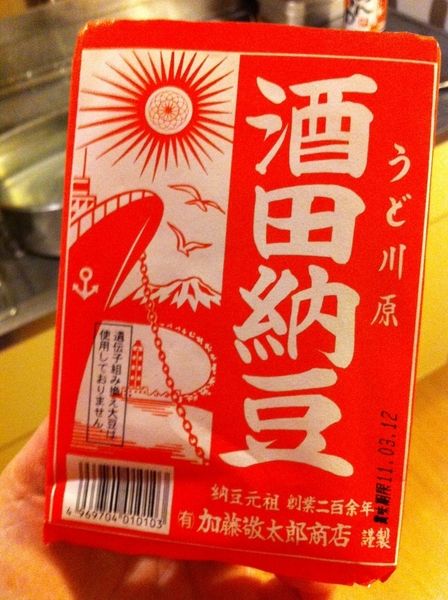 うど川原
酒田納豆
遺伝子組み換え大豆は
使用しておりません。
賞味期限11.03.12
納豆元祖 創業二百余年
(有)加藤敬太郎商店 謹製
4 969704 010103